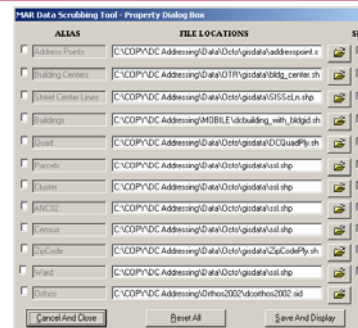 MAR Data Scrubbing Tool - Property Dialog Box
ALIAS FILE LOCATIONS
Address Points C:\COPY\DC Addressing\Data\Octo\gisdata\addresspoint.s
Building Centers C:\COPY\DC Addressing\Data\OTR\gisdata\bldg_center.sh
Street Center Lines C:\COPY\DC Addressing\Data\Octo\gisdata\SISScLn.shp
Buildings C:\COPY\DC Addressing\MOBILE\dcbuilding_with_bldgid.sh
Quad C:\COPY\DC Addressing\Data\Octo\gisdata\DCQuadPly.sh
Parcels C:\COPY\DC Addressing\Data\Octo\gisdata\ssl.shp
Cluster C:\COPY\DC Addressing\Data\Octo\gisdata\ssl.shp
ANC02 C:\COPY\DC Addressing\Data\Octo\gisdata\ssl.shp
Census C:\COPY\DC Addressing\Data\Octo\gisdata\ssl.shp
ZipCode C:\COPY\DC Addressing\Data\Octo\gisdata\ZipCodePly.sh
Ward C:\COPY\DC Addressing\Data\Octo\gisdata\ssl.shp
Orthos C:\COPY\DC Addressing\Orthos2002\dcorthos2002.sid
Cancel And Close Reset All Save And Display